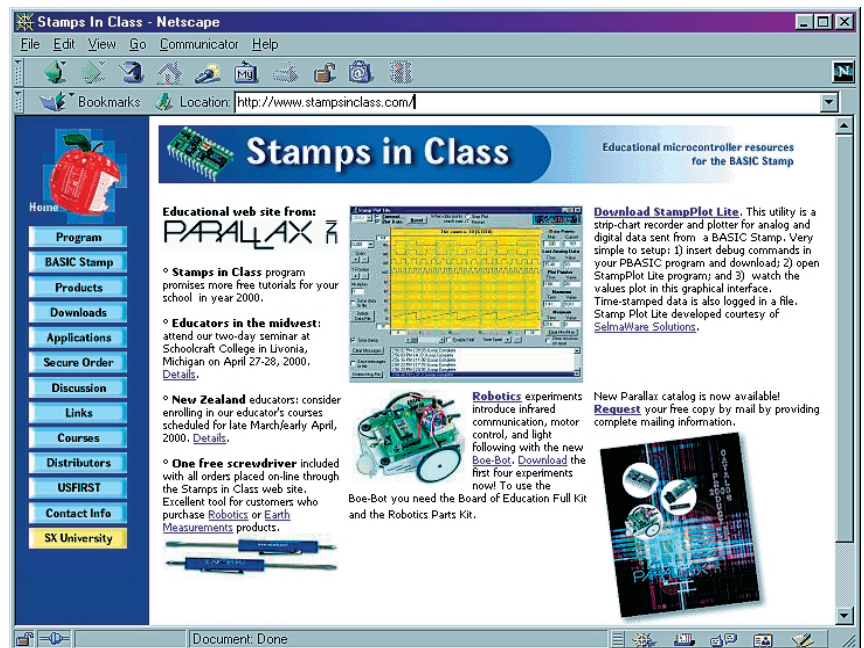 Stamps In Class - Netscape
File Edit View Go Communicator Help
My
N
Bookmarks Location: http://www.stampsinclass.com/
Home
Program
BASIC Stamp
Products
Downloads
Applications
Secure Order
Discussion
Links
Courses
Distributors
USFIRST
Contact Info
SX University
Stamps in Class
Educational microcontroller resources
for the BASIC Stamp
Educational web site from:
PARALLAX
° Stamps in Class program
promises more free tutorials for your
school in year 2000.
° Educators in the midwest:
attend our two-day seminar at
Schoolcraft College in Livonia,
Michigan on April 27-28, 2000.
Details.
° New Zealand educators: consider
enrolling in our educator's courses
scheduled for late March/early April,
2000. Details.
° One free screwdriver included
with all orders placed on-line through
the Stamps in Class web site.
Excellent tool for customers who
purchase Robotics or Earth
Measurements products.
Stamp Plot Lite
Robotics experiments
introduce infrared
communication, motor
control, and light
following with the new
Boe-Bot. Download the
first four experiments
now! To use the
Boe-Bot you need the Board of Education Full Kit
and the Robotics Parts Kit.
Download StampPlot Lite. This utility is a
strip-chart recorder and plotter for analog and
digital data sent from a BASIC Stamp. Very
simple to setup: 1) insert debug commands in
your PBASIC program and download; 2) open
StampPlot Lite program; and 3) watch the
values plot in this graphical interface.
Time-stamped data is also logged in a file.
Stamp Plot Lite developed courtesy of
SelmaWare Solutions.
New Parallax catalog is now available!
Request your free copy by mail by providing
complete mailing information.
CATALOG
2000
PRODUCT
PARALLAX
Document: Done